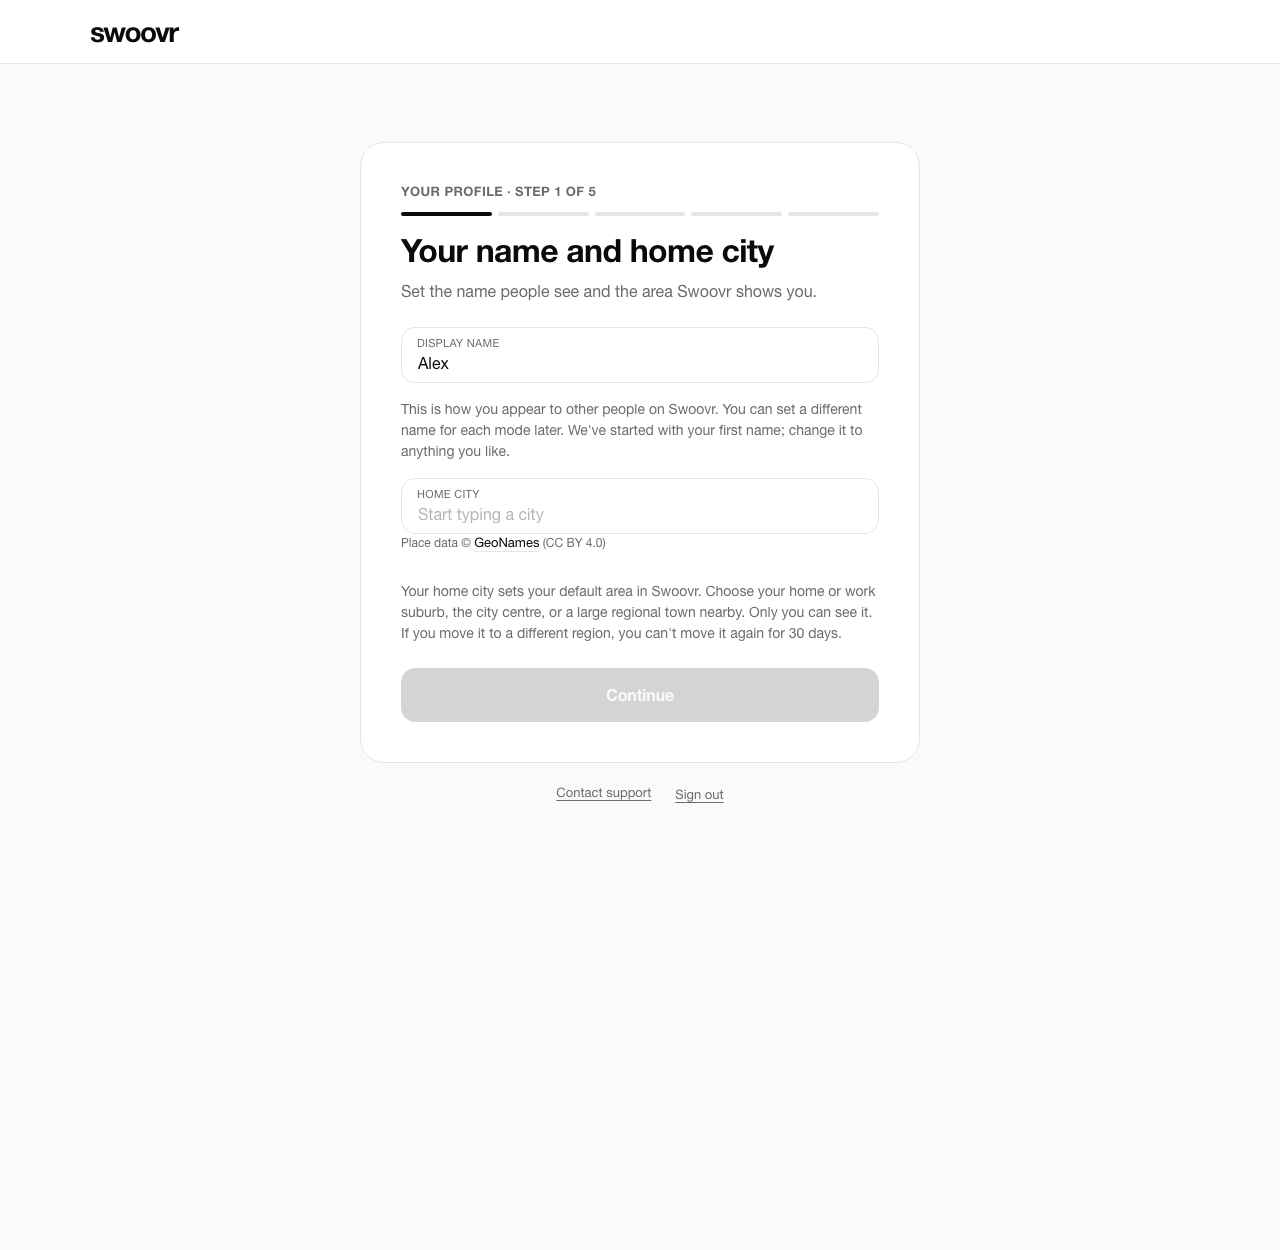 swoovr
YOUR PROFILE · STEP 1 OF 5
Your name and home city
Set the name people see and the area Swoovr shows you.
DISPLAY NAME
Alex
This is how you appear to other people on Swoovr. You can set a different
name for each mode later. We've started with your first name; change it to
anything you like.
HOME CITY
Start typing a city
Place data © GeoNames (CC BY 4.0)
Your home city sets your default area in Swoovr. Choose your home or work
suburb, the city centre, or a large regional town nearby. Only you can see it.
If you move it to a different region, you can't move it again for 30 days.
Continue
Contact support
Sign out